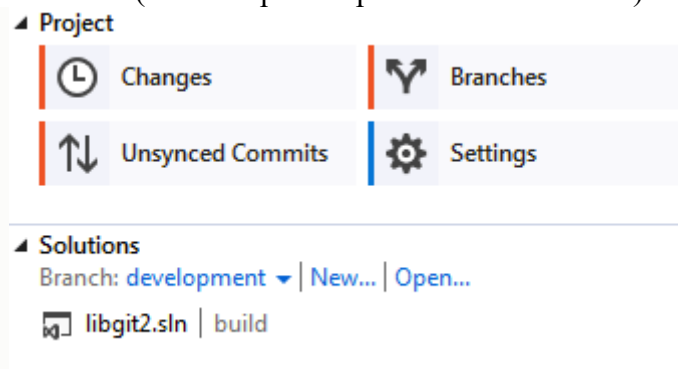 Project
Changes Branches
Unsynced Commits Settings
Solutions
Branch: development | New... | Open...
libgit2.sln | build